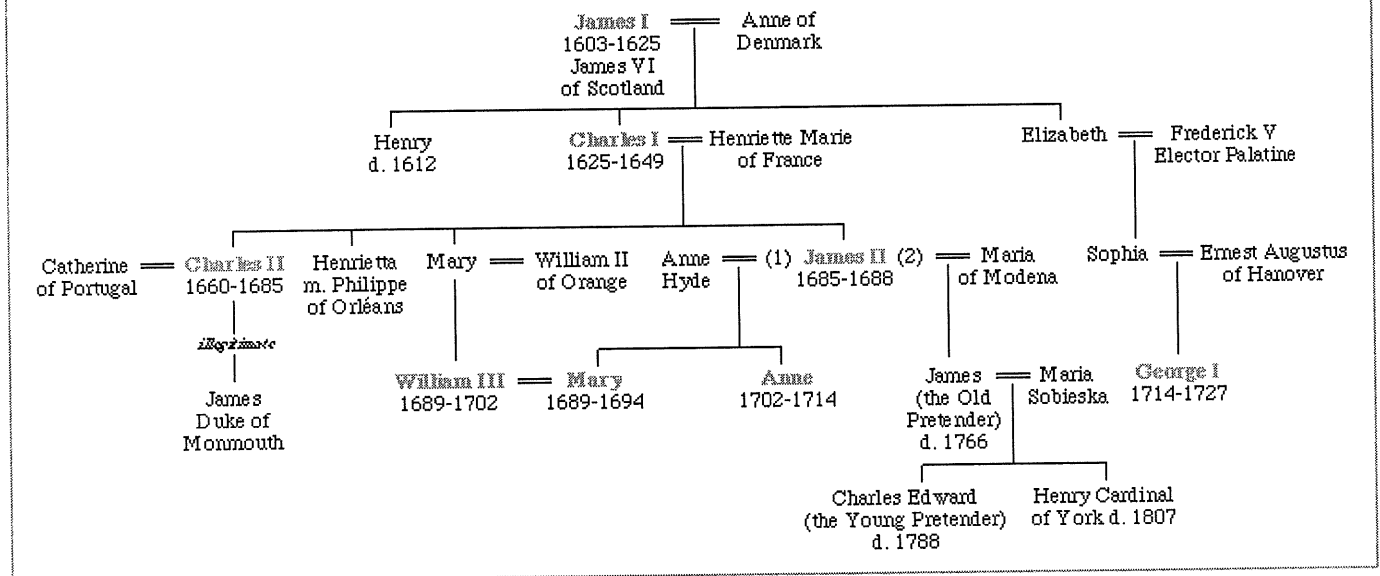 James I
1603-1625
James VI
of Scotland
Anne of
Denmark
Henry
d. 1612
Charles I
1625-1649
Henriette Marie
of France
Elizabeth
Frederick V
Elector Palatine
Catherine
of Portugal
Charles II
1660-1685
Henrietta
m. Philippe
of Orléans
Mary
William II
of Orange
Anne
Hyde
(1) James II (2)
1685-1688
Maria
of Modena
Sophia
Ernest Augustus
of Hanover
illegitimate
James
Duke of
Monmouth
William III
1689-1702
Mary
1689-1694
Anne
1702-1714
James
(the Old
Pretender)
d. 1766
Maria
Sobieska
George I
1714-1727
Charles Edward
(the Young Pretender)
d. 1788
Henry Cardinal
of York d. 1807